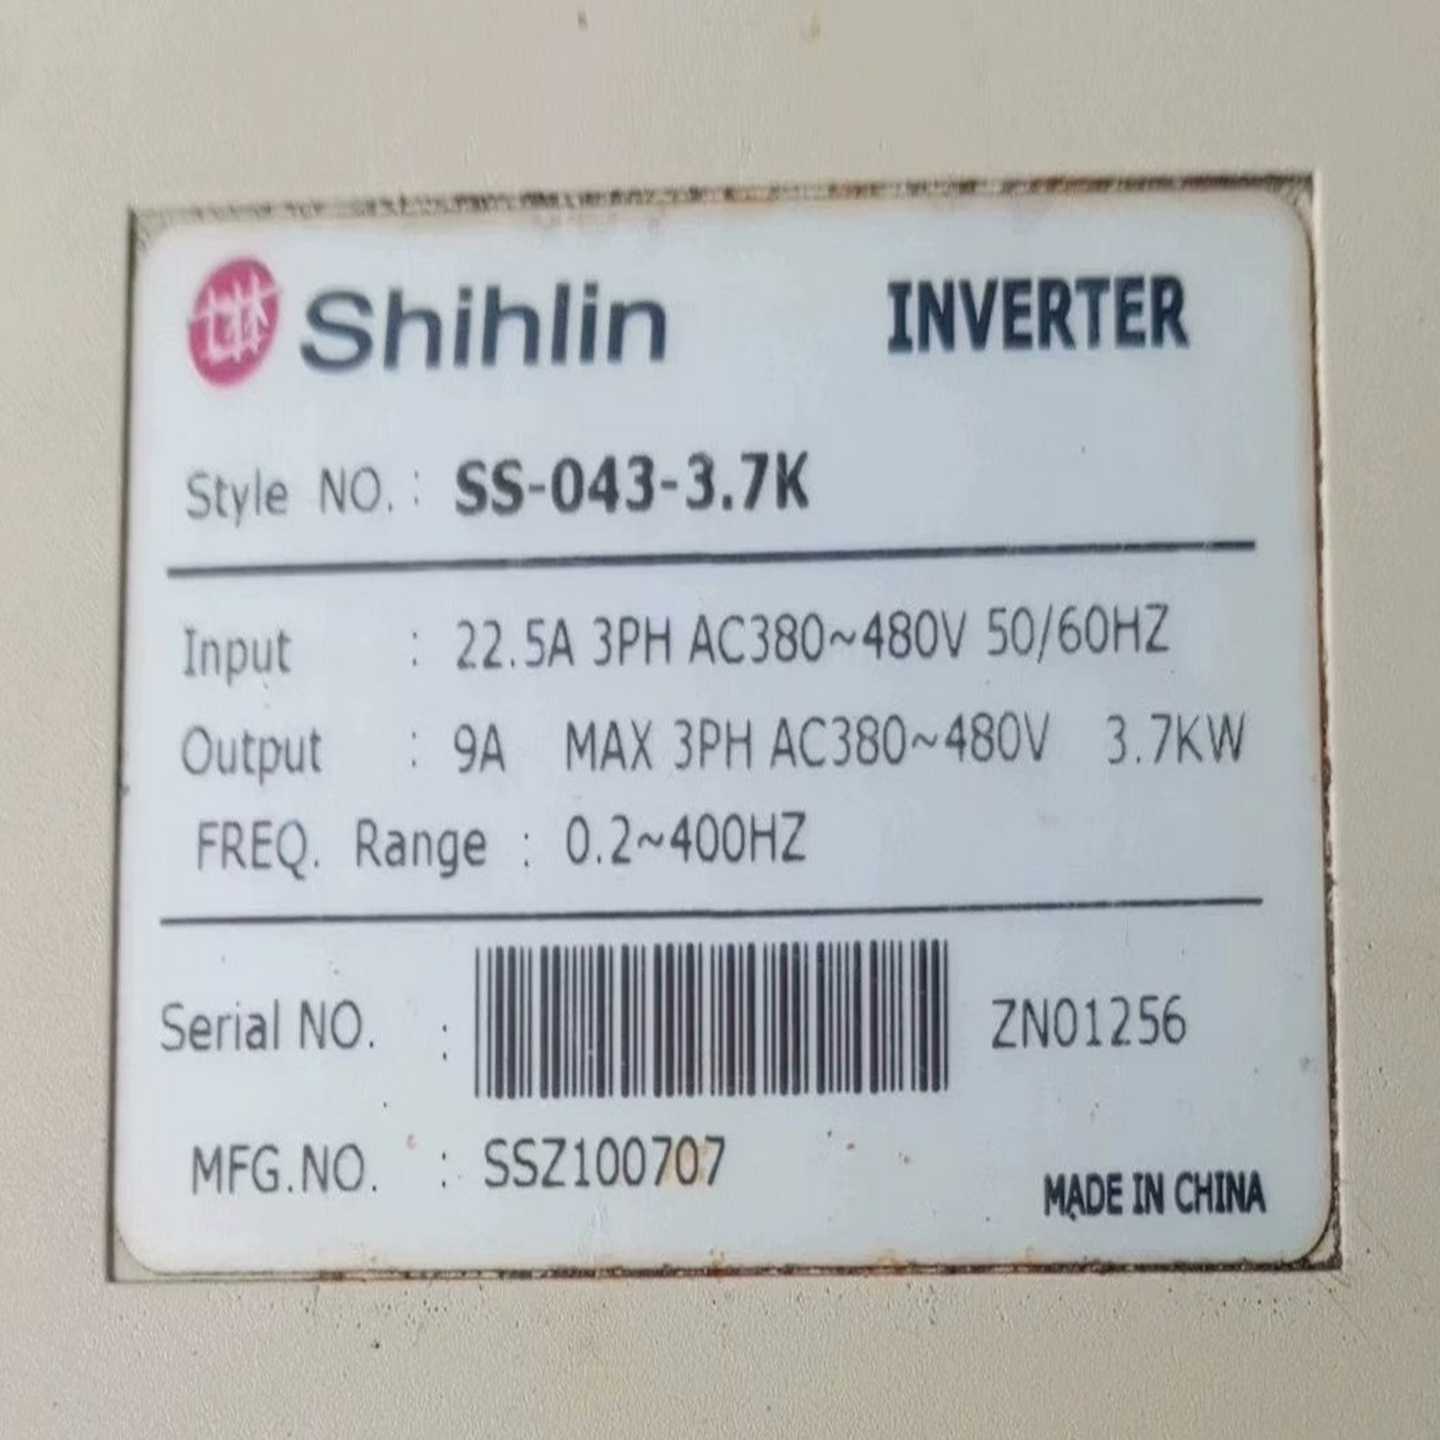 世林 Shihlin INVERTER
Style NO. : SS-043-3.7K
Input : 22.5A 3PH AC380~480V 50/60HZ
Output : 9A MAX 3PH AC380~480V 3.7KW
FREQ. Range : 0.2~400HZ
Serial NO. : ZN01256
MFG.NO. : SSZ100707
MADE IN CHINA